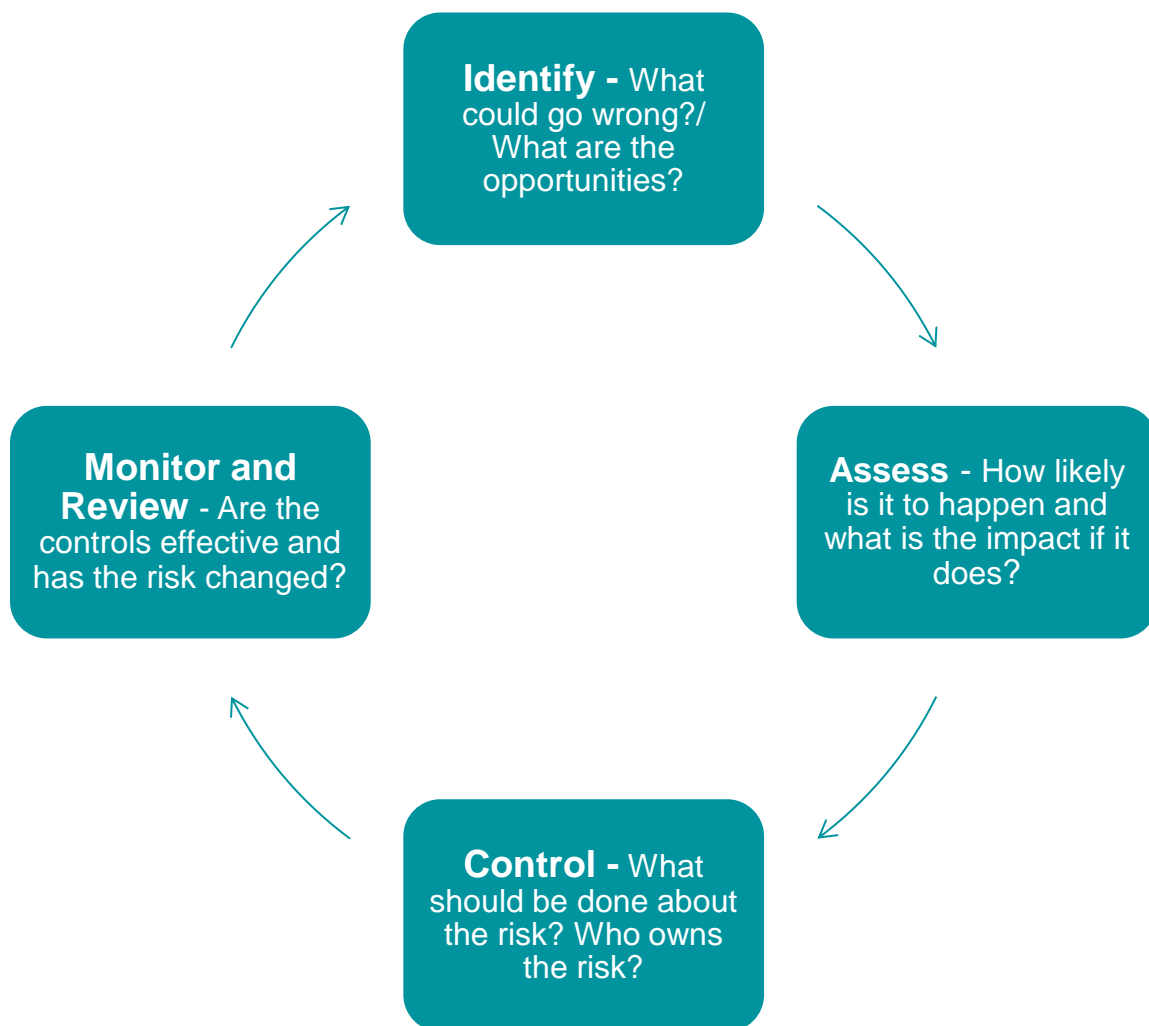 Identify - What
could go wrong?/
What are the
opportunities?
Assess - How likely
is it to happen and
what is the impact if it
does?
Control - What
should be done about
the risk? Who owns
the risk?
Monitor and
Review - Are the
controls effective and
has the risk changed?